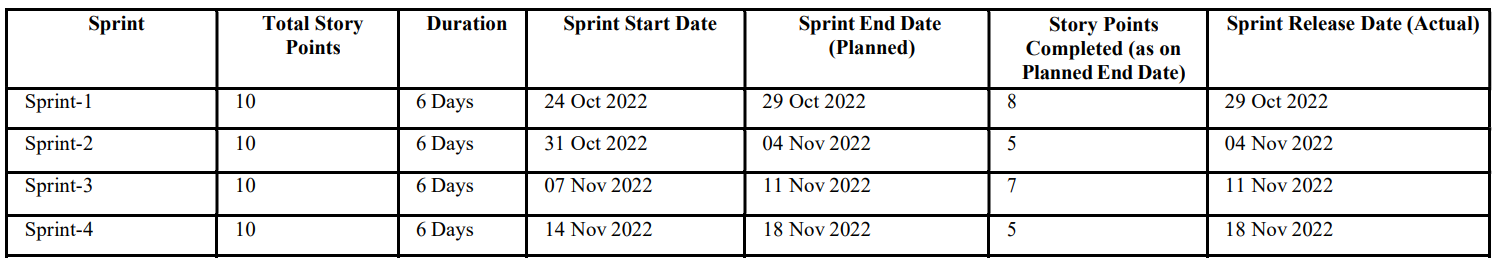 Sprint Total Story Points Duration Sprint Start Date Sprint End Date (Planned) Story Points Completed (as on Planned End Date) Sprint Release Date (Actual)
Sprint-1 10 6 Days 24 Oct 2022 29 Oct 2022 8 29 Oct 2022
Sprint-2 10 6 Days 31 Oct 2022 04 Nov 2022 5 04 Nov 2022
Sprint-3 10 6 Days 07 Nov 2022 11 Nov 2022 7 11 Nov 2022
Sprint-4 10 6 Days 14 Nov 2022 18 Nov 2022 5 18 Nov 2022